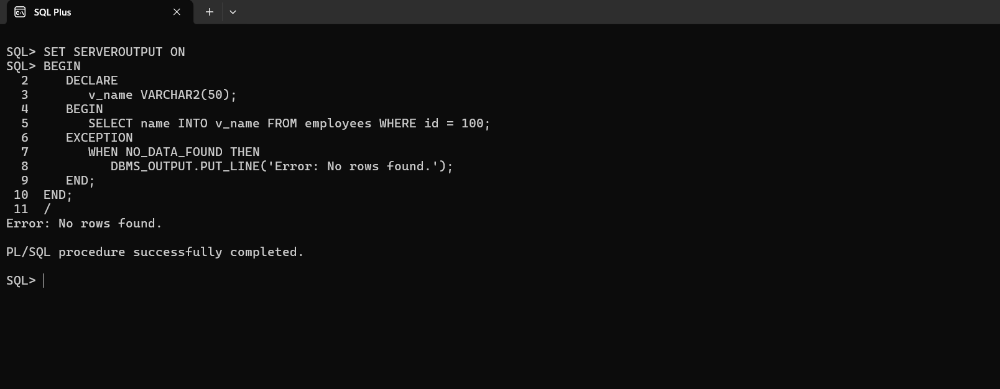 SQL Plus
SQL> SET SERVEROUTPUT ON
SQL> BEGIN
  2     DECLARE
  3        v_name VARCHAR2(50);
  4     BEGIN
  5        SELECT name INTO v_name FROM employees WHERE id = 100;
  6     EXCEPTION
  7        WHEN NO_DATA_FOUND THEN
  8           DBMS_OUTPUT.PUT_LINE('Error: No rows found.');
  9     END;
 10  END;
 11  /
Error: No rows found.
PL/SQL procedure successfully completed.
SQL>